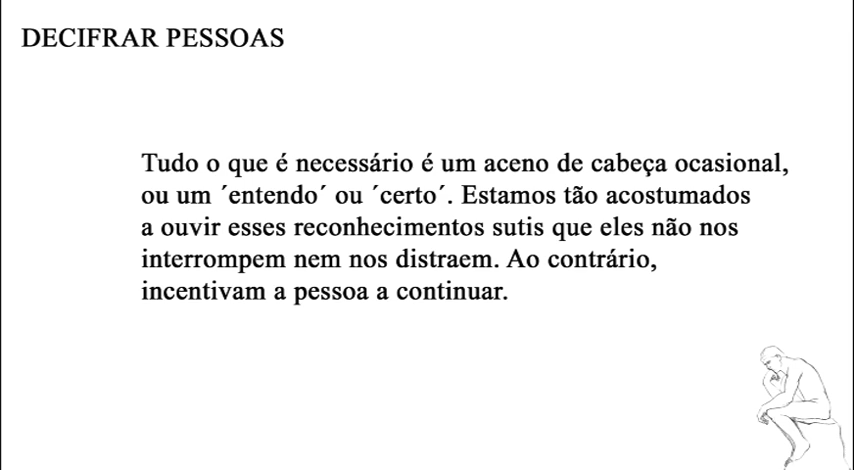 DECIFRAR PESSOAS
Tudo o que é necessário é um aceno de cabeça ocasional,
ou um ´entendo´ ou ´certo´. Estamos tão acostumados
a ouvir esses reconhecimentos sutis que eles não nos
interrompem nem nos distraem. Ao contrário,
incentivam a pessoa a continuar.